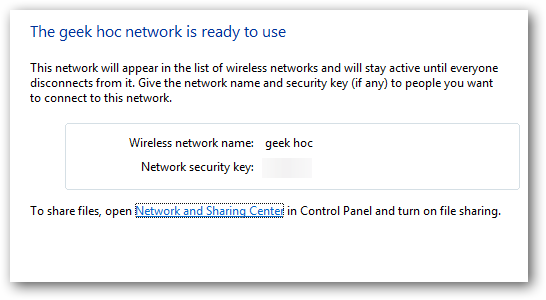 The geek hoc network is ready to use
This network will appear in the list of wireless networks and will stay active until everyone
disconnects from it. Give the network name and security key (if any) to people you want
to connect to this network.
Wireless network name: geek hoc
Network security key:
To share files, open Network and Sharing Center in Control Panel and turn on file sharing.